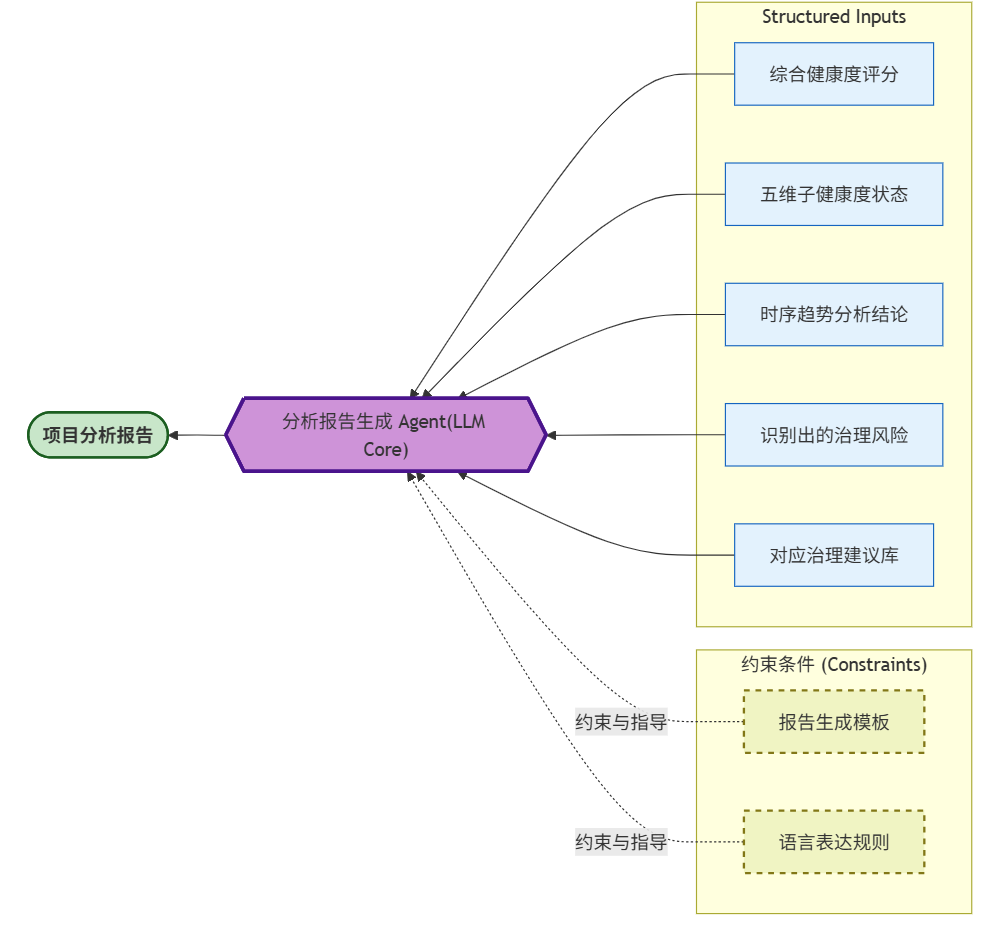 Structured Inputs
综合健康度评分
五维子健康度状态
时序趋势分析结论
识别出的治理风险
对应治理建议库
分析报告生成 Agent(LLM
Core)
项目分析报告
约束条件 (Constraints)
约束与指导
报告生成模板
约束与指导
语言表达规则